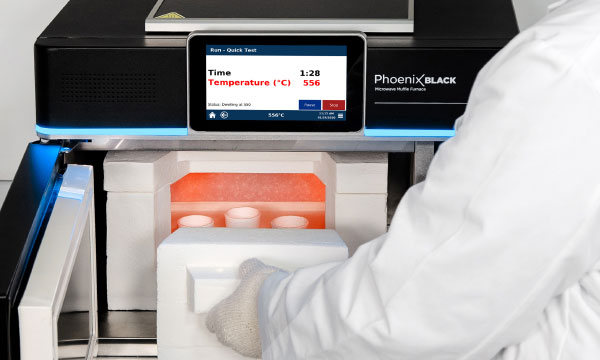 Run - Quick Test
Time 1:28
Temperature (°C) 556
Status: Dwelling at 550
Pause Stop
556°C
Phoenix BLACK
Microwave Muffle Furnace